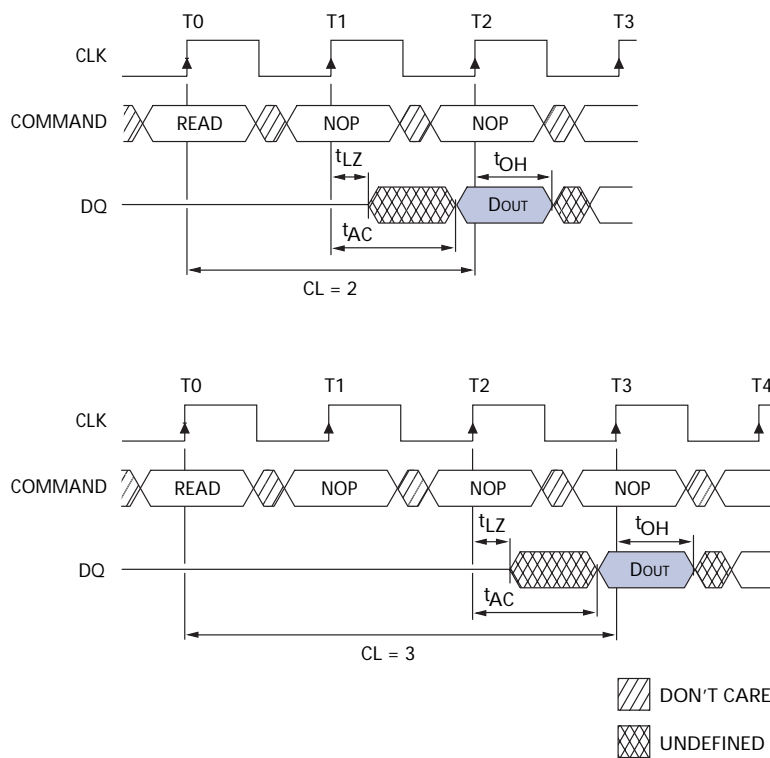 T0 T1 T2 T3
CLK
COMMAND READ NOP NOP
tLZ tOH
DQ DOUT
tAC
CL = 2
T0 T1 T2 T3 T4
CLK
COMMAND READ NOP NOP NOP
tLZ tOH
DQ DOUT
tAC
CL = 3
DON'T CARE
UNDEFINED